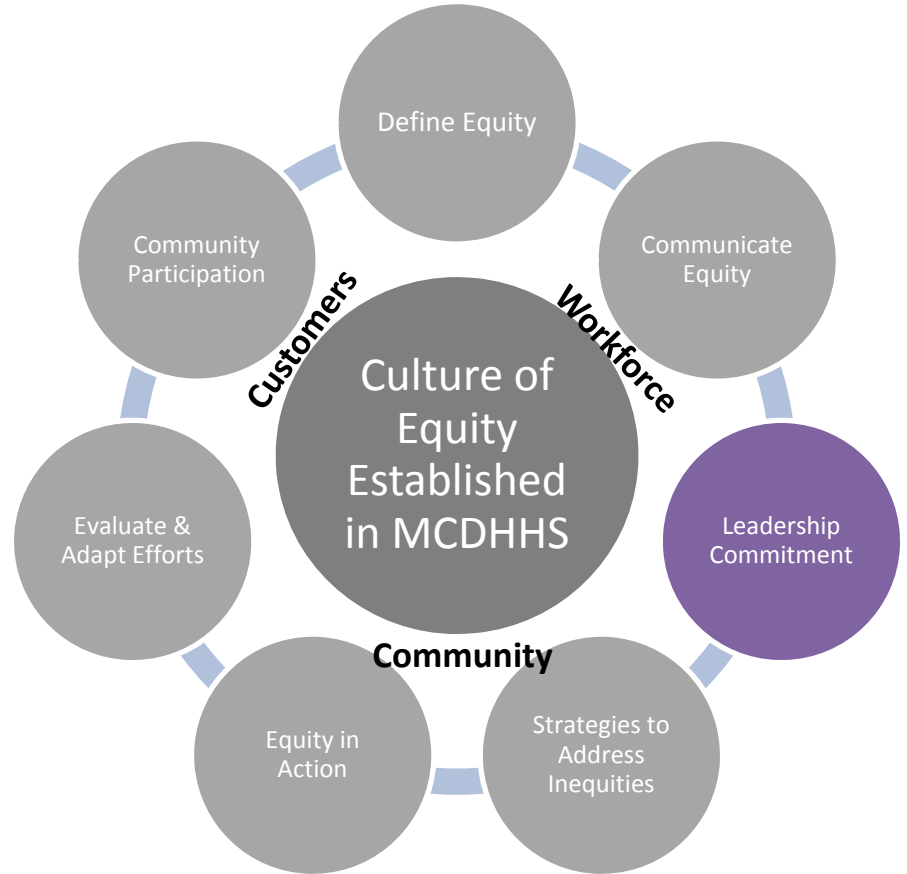 Define Equity
Communicate
Equity
Leadership
Commitment
Strategies to
Address
Inequities
Equity in
Action
Evaluate &
Adapt Efforts
Community
Participation
Customers
Workforce
Community
Culture of
Equity
Established
in MCDHHS